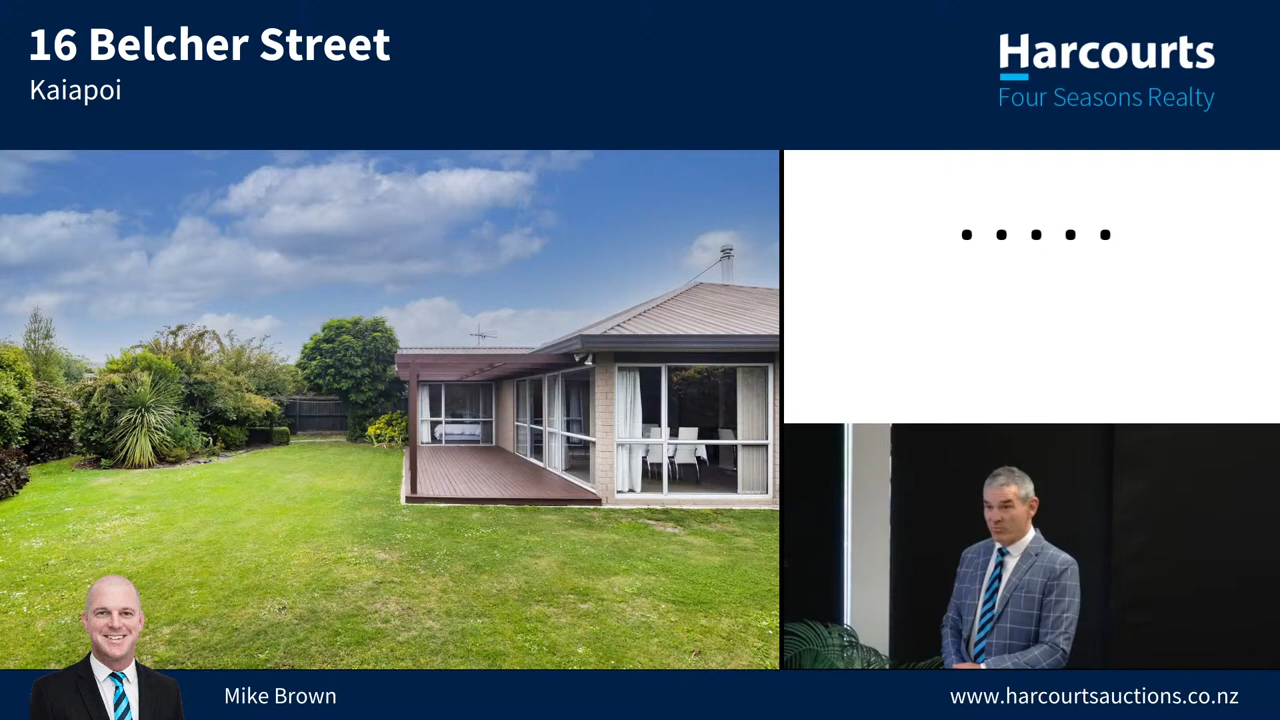 16 Belcher Street
Kaiapoi
Harcourts
Four Seasons Realty
.....
Mike Brown
www.harcourtsauctions.co.nz